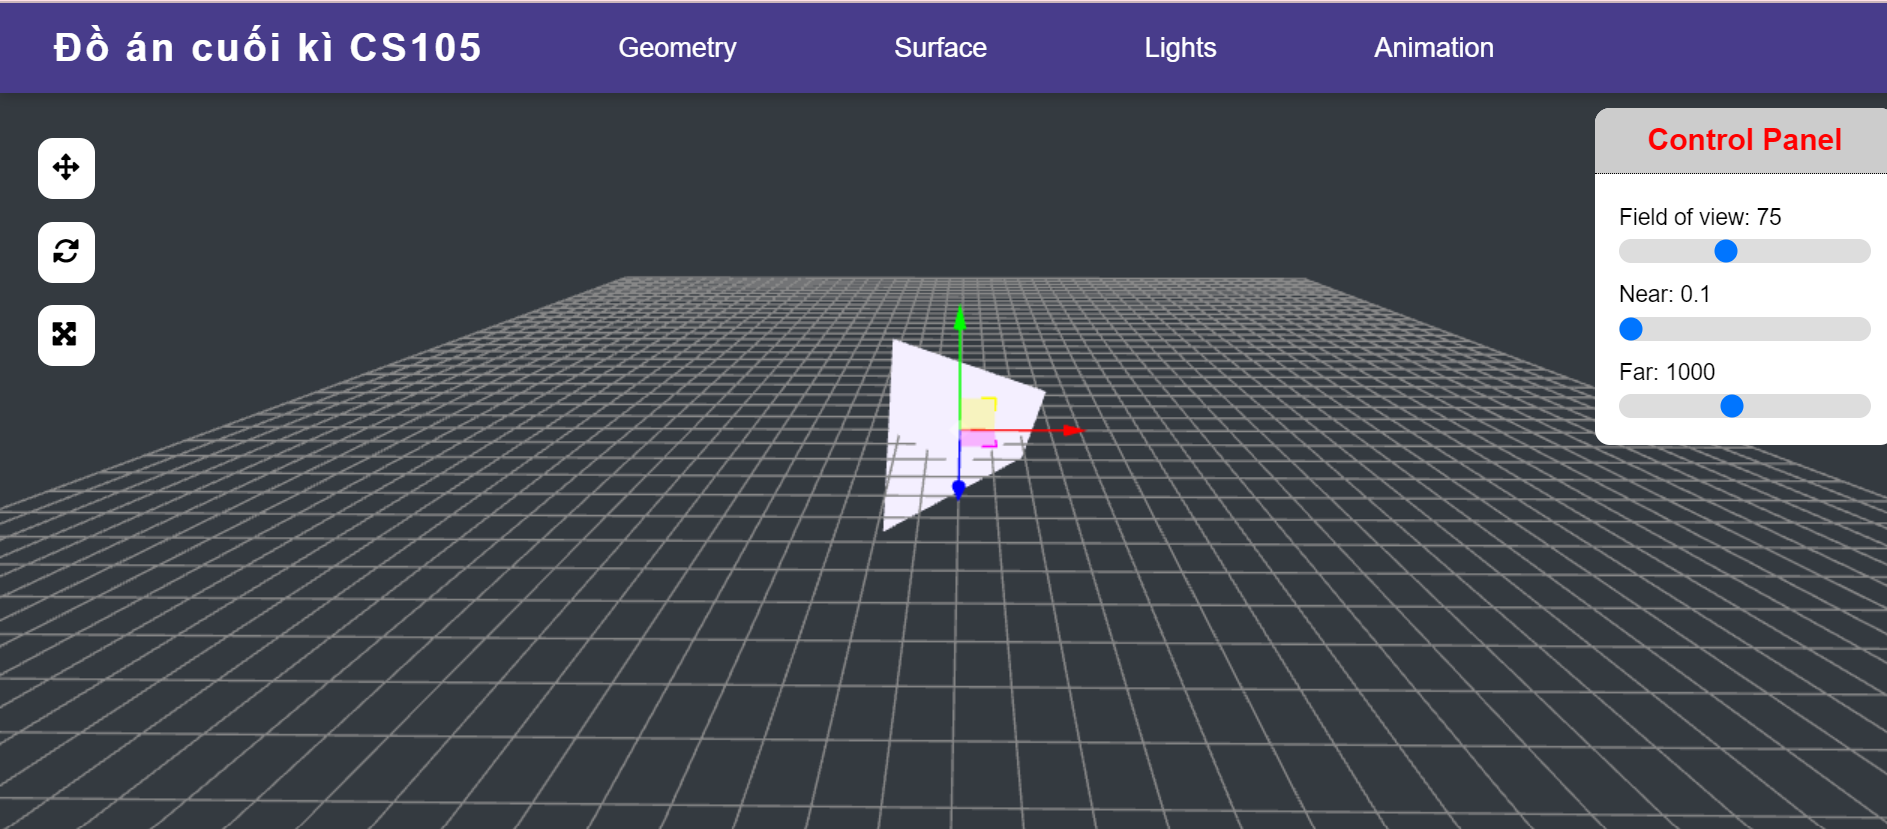 Đồ án cuối kì CS105
Geometry
Surface
Lights
Animation
Control Panel
Field of view: 75
Near: 0.1
Far: 1000